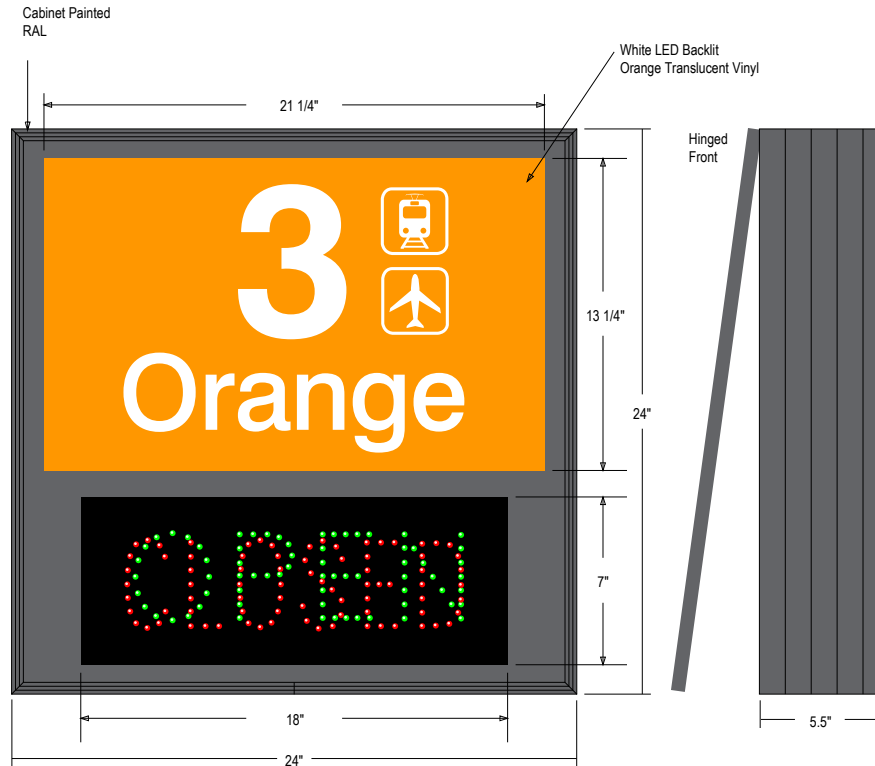 Cabinet Painted
RAL
White LED Backlit
Orange Translucent Vinyl
21 1/4"
Hinged
Front
3
Orange
13 1/4"
24"
OPEN
CLOSED
7"
18"
24"
5.5"